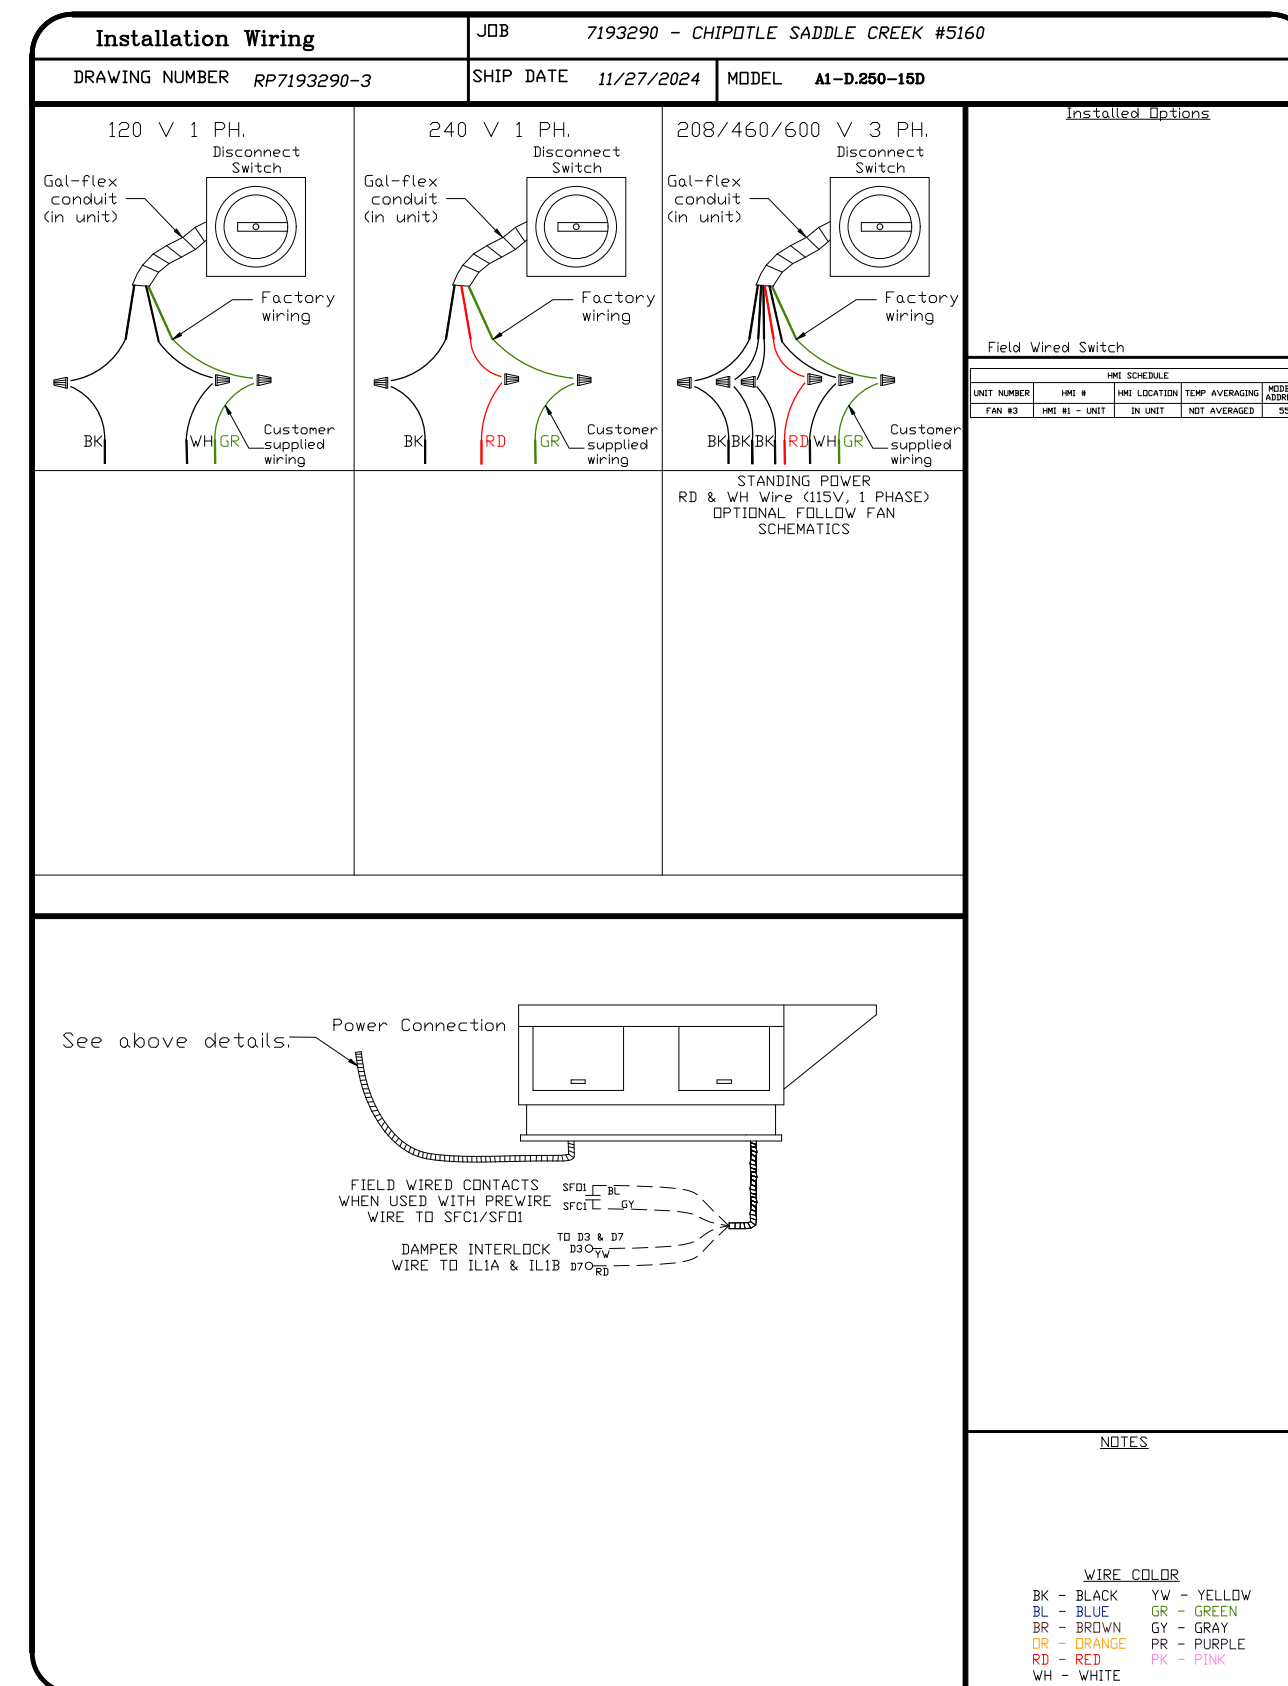 Installation Wiring
JOB 7193290 - CHIPOTLE SADDLE CREEK #5160
DRAWING NUMBER RP7193290-3
SHIP DATE 11/27/2024
MODEL A1-D.250-15D
120 V 1 PH.
Disconnect
Switch
Gal-flex
conduit
(in unit)
Factory
wiring
BK WH GR
Customer
supplied
wiring
240 V 1 PH.
Disconnect
Switch
Gal-flex
conduit
(in unit)
Factory
wiring
BK RD GR
Customer
supplied
wiring
208/460/600 V 3 PH.
Disconnect
Switch
Gal-flex
conduit
(in unit)
Factory
wiring
BK BK BK RD WH GR
Customer
supplied
wiring
STANDING POWER
RD & WH Wire (115V, 1 PHASE)
OPTIONAL FOLLOW FAN
SCHEMATICS
Installed Options
Field Wired Switch
HMI SCHEDULE
UNIT NUMBER HMI # HMI LOCATION TEMP AVERAGING
FAN #3 HMI #1 - UNIT IN UNIT NOT AVERAGED 55
See above details.
Power Connection
FIELD WIRED CONTACTS
WHEN USED WITH PREWIRE
WIRE TO SFC1/SFO1
SFO1 BL
SFC1 GY
DAMPER INTERLOCK
WIRE TO IL1A & IL1B
TO D3 & D7
D3 YW
D7 RD
NOTES
WIRE COLOR
BK - BLACK YW - YELLOW
BL - BLUE GR - GREEN
BR - BROWN GY - GRAY
OR - ORANGE PR - PURPLE
RD - RED PK - PINK
WH - WHITE